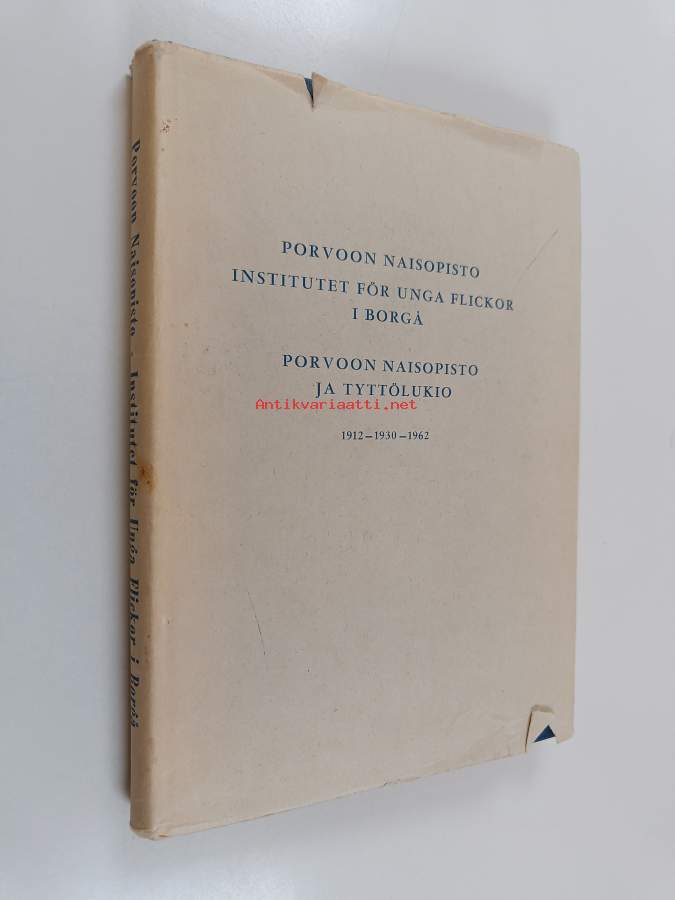 PORVOON NAISOPISTO
INSTITUTET FÖR UNGA FLICKOR
I BORGÅ
PORVOON NAISOPISTO
JA TYTTÖLUKIO
Antikvariaatti.net
1912–1930–1962
Porvoon Naisopisto - Institutet för Unga Flickor i Borgå